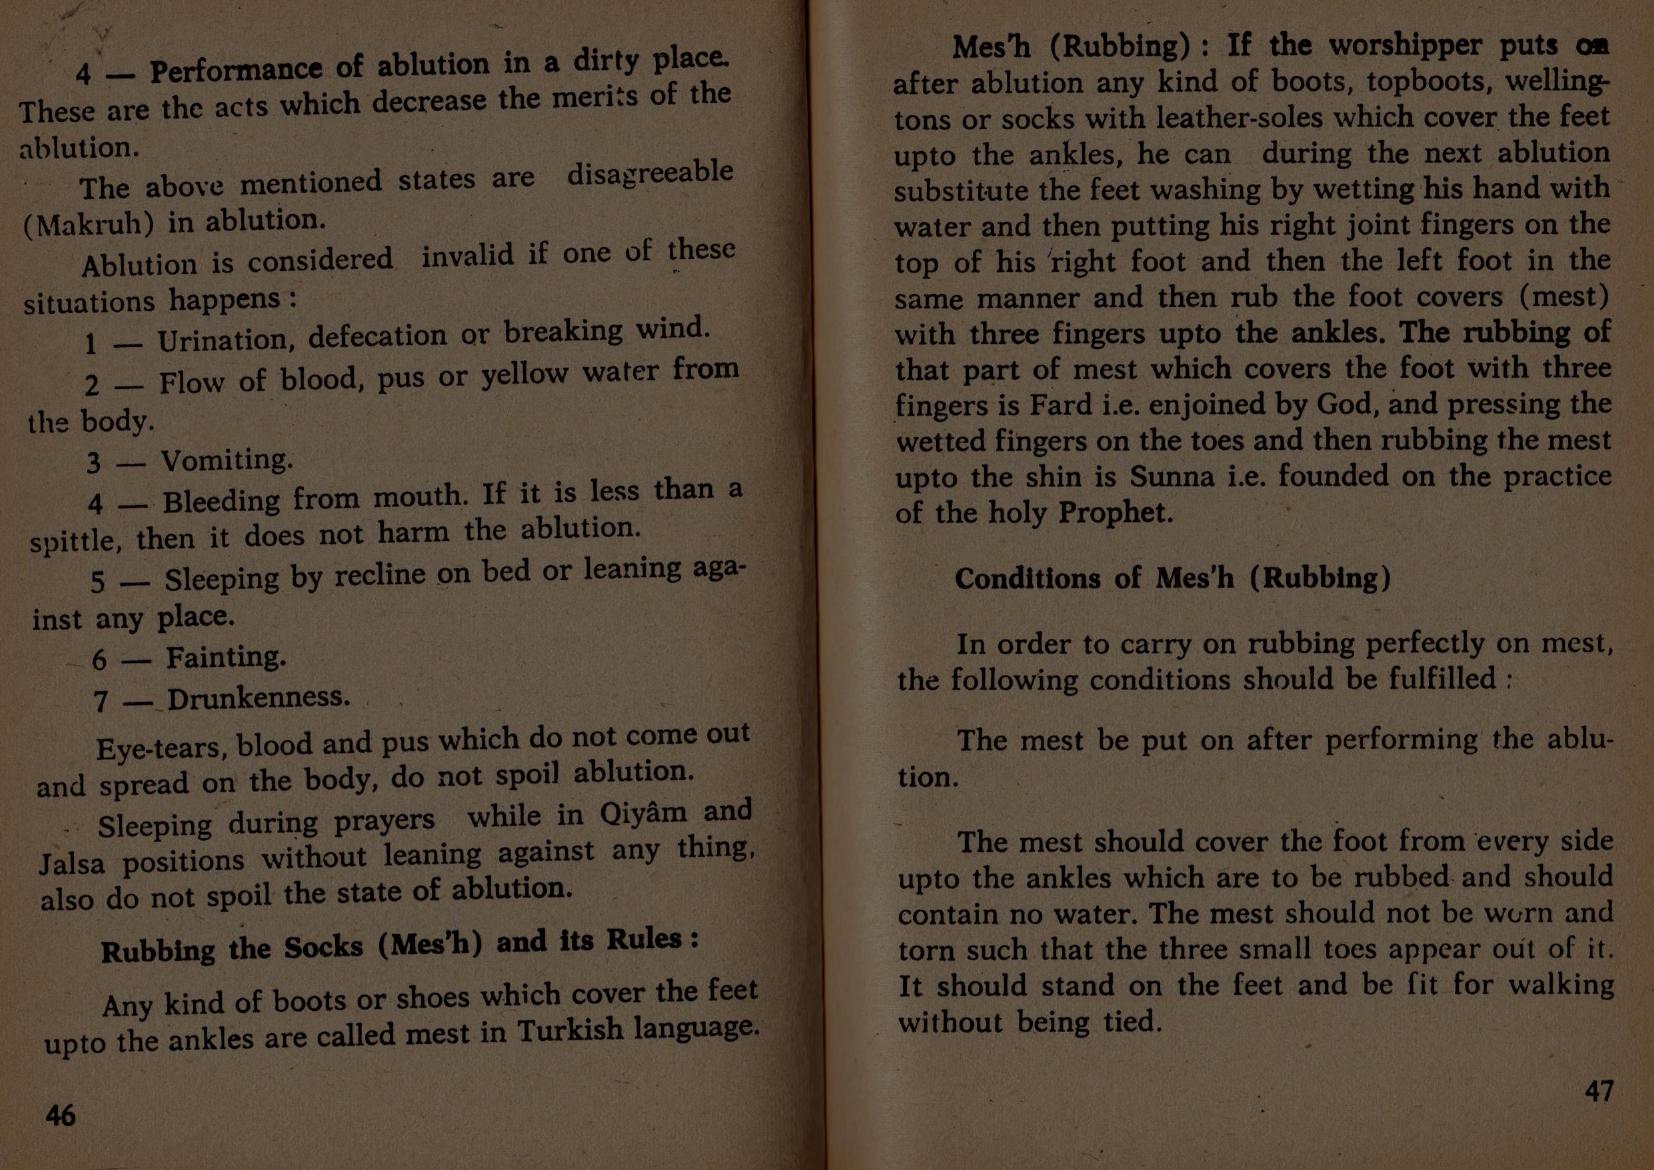 4 — Performance of ablution in a dirty place.
These are the acts which decrease the merits of the
ablution.
The above mentioned states are disagreeable
(Makruh) in ablution.
Ablution is considered invalid if one of these
situations happens :
1 — Urination, defecation or breaking wind.
2 — Flow of blood, pus or yellow water from
the body.
3 — Vomiting.
4 — Bleeding from mouth. If it is less than a
spittle, then it does not harm the ablution.
5 — Sleeping by recline on bed or leaning aga-
inst any place.
6 — Fainting.
7 — Drunkenness.
Eye-tears, blood and pus which do not come out
and spread on the body, do not spoil ablution.
Sleeping during prayers while in Qiyâm and
Jalsa positions without leaning against any thing,
also do not spoil the state of ablution.
Rubbing the Socks (Mes'h) and its Rules :
Any kind of boots or shoes which cover the feet
upto the ankles are called mest in Turkish language.
46
Mes'h (Rubbing) : If the worshipper puts on
after ablution any kind of boots, topboots, welling-
tons or socks with leather-soles which cover the feet
upto the ankles, he can during the next ablution
substitute the feet washing by wetting his hand with
water and then putting his right joint fingers on the
top of his right foot and then the left foot in the
same manner and then rub the foot covers (mest)
with three fingers upto the ankles. The rubbing of
that part of mest which covers the foot with three
fingers is Fard i.e. enjoined by God, and pressing the
wetted fingers on the toes and then rubbing the mest
upto the shin is Sunna i.e. founded on the practice
of the holy Prophet.
Conditions of Mes'h (Rubbing)
In order to carry on rubbing perfectly on mest,
the following conditions should be fulfilled :
The mest be put on after performing the ablu-
tion.
The mest should cover the foot from every side
upto the ankles which are to be rubbed and should
contain no water. The mest should not be worn and
torn such that the three small toes appear out of it.
It should stand on the feet and be fit for walking
without being tied.
47